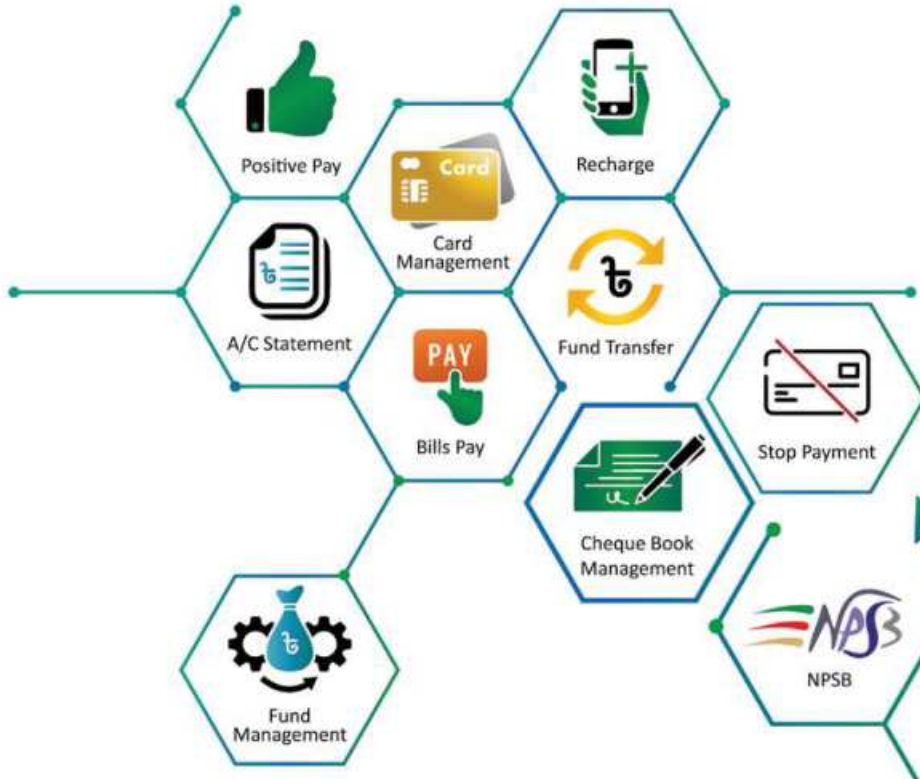 Positive Pay
Recharge
Card
Card
Management
A/C Statement
৳
Fund Transfer
৳
PAY
Bills Pay
Stop Payment
Cheque Book
Management
৳
Fund
Management
NPSB
NPSB